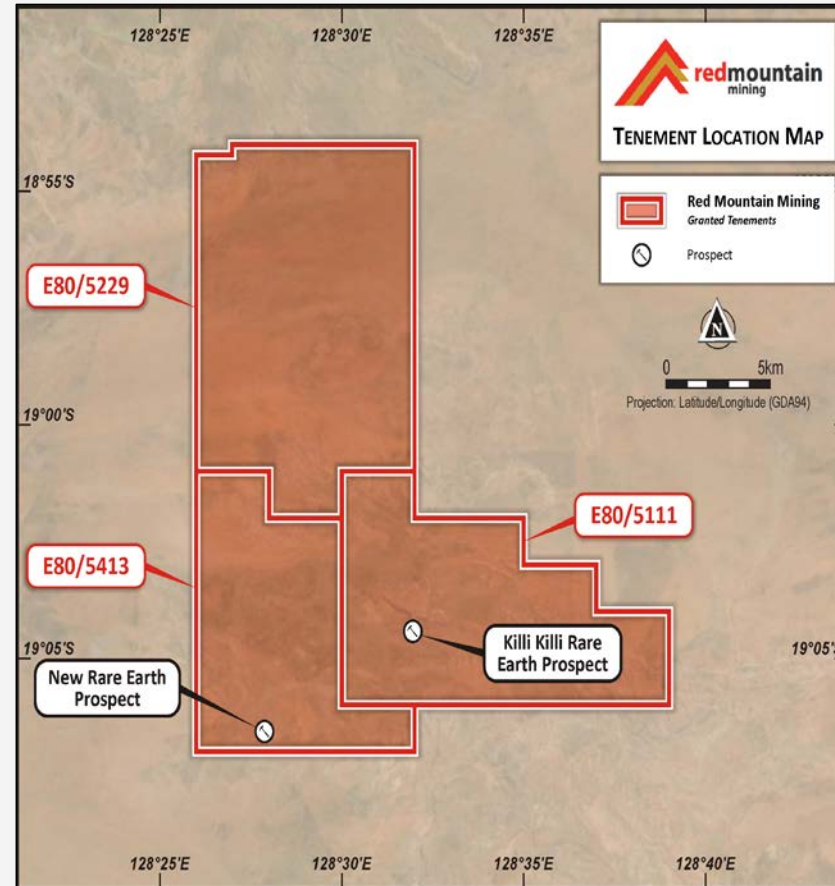 128°25'E
128°30'E
128°35'E
128°40'E
redmountain
mining
TENEMENT LOCATION MAP
18°55'S
Red Mountain Mining
Granted Tenements
Prospect
E80/5229
N
0 5km
Projection: Latitude/Longitude (GDA94)
19°00'S
E80/5111
E80/5413
Killi Killi Rare
Earth Prospect
19°05'S
19°05'S
New Rare Earth
Prospect
128°25'E
128°30'E
128°35'E
128°40'E